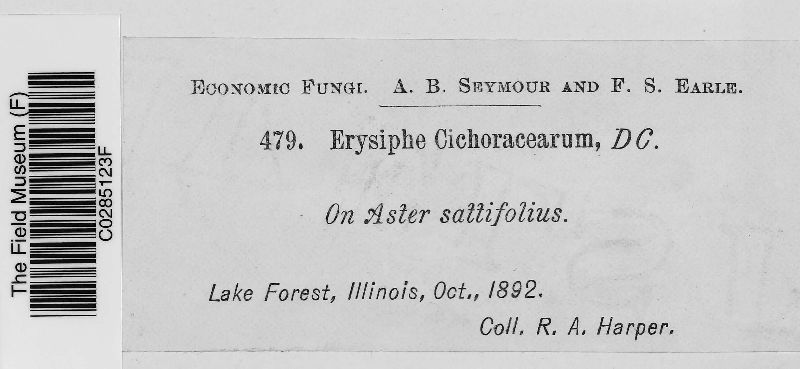 The Field Museum (F)
C0285123F
ECONOMIC FUNGI. A. B. SEYMOUR AND F. S. EARLE.
479. Erysiphe Cichoracearum, DC.
On Aster sattifolius.
Lake Forest, Illinois, Oct., 1892.
Coll. R. A. Harper.